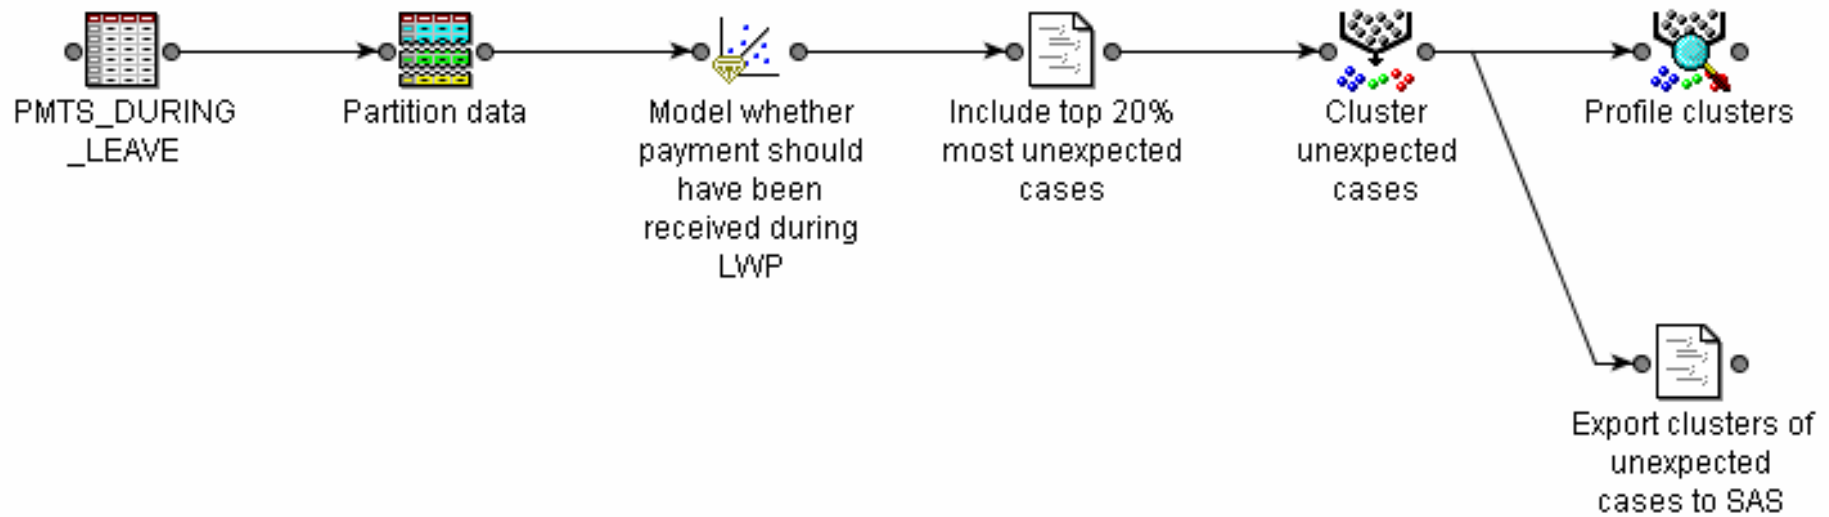 PMTS_DURING
_LEAVE
Partition data
Model whether
payment should
have been
received during
LWP
Include top 20%
most unexpected
cases
Cluster
unexpected
cases
Profile clusters
Export clusters of
unexpected
cases to SAS